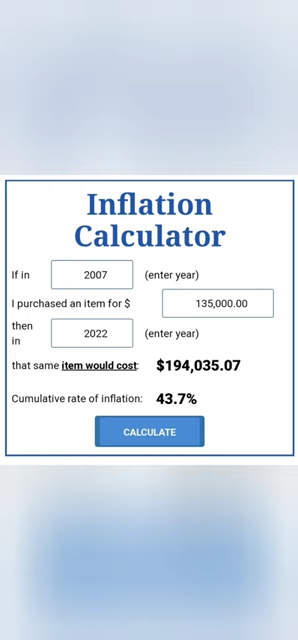 Inflation
Calculator
If in 2007 (enter year)
I purchased an item for $ 135,000.00
then
in 2022 (enter year)
that same item would cost: $194,035.07
Cumulative rate of inflation: 43.7%
CALCULATE